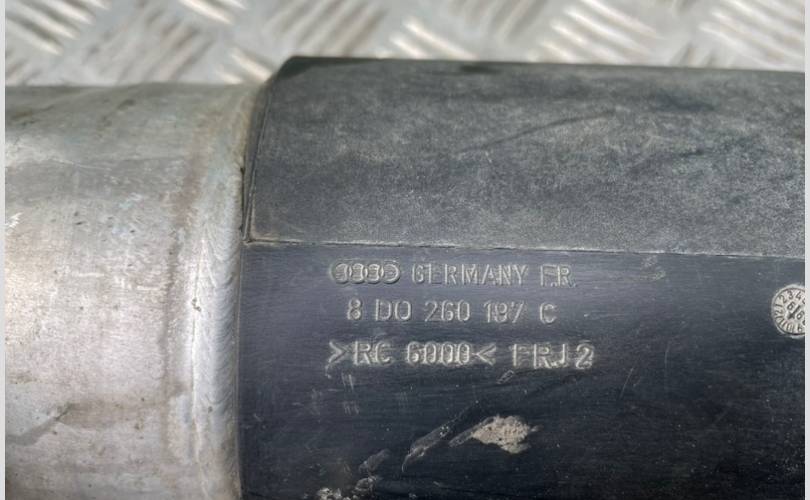 GERMANY F.R.
8 D0 260 197 C
>RC 6000< FRJ2